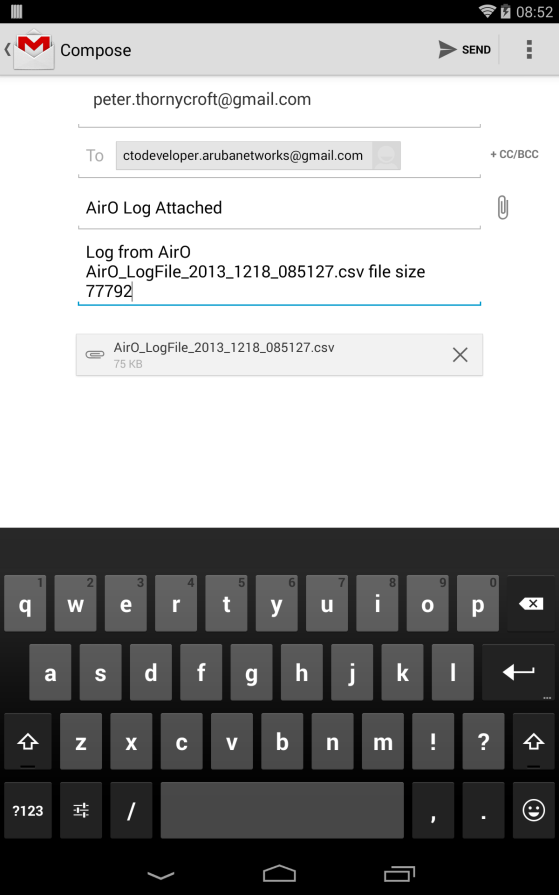 08:52
Compose
SEND
peter.thornycroft@gmail.com
To ctodeveloper.arubanetworks@gmail.com + CC/BCC
AirO Log Attached
Log from AirO
AirO_LogFile_2013_1218_085127.csv file size
77792
AirO_LogFile_2013_1218_085127.csv
75 KB
1 2 3 4 5 6 7 8 9 0
q w e r t y u i o p
a s d f g h j k l
...
z x c v b n m ! ?
?123 / , .